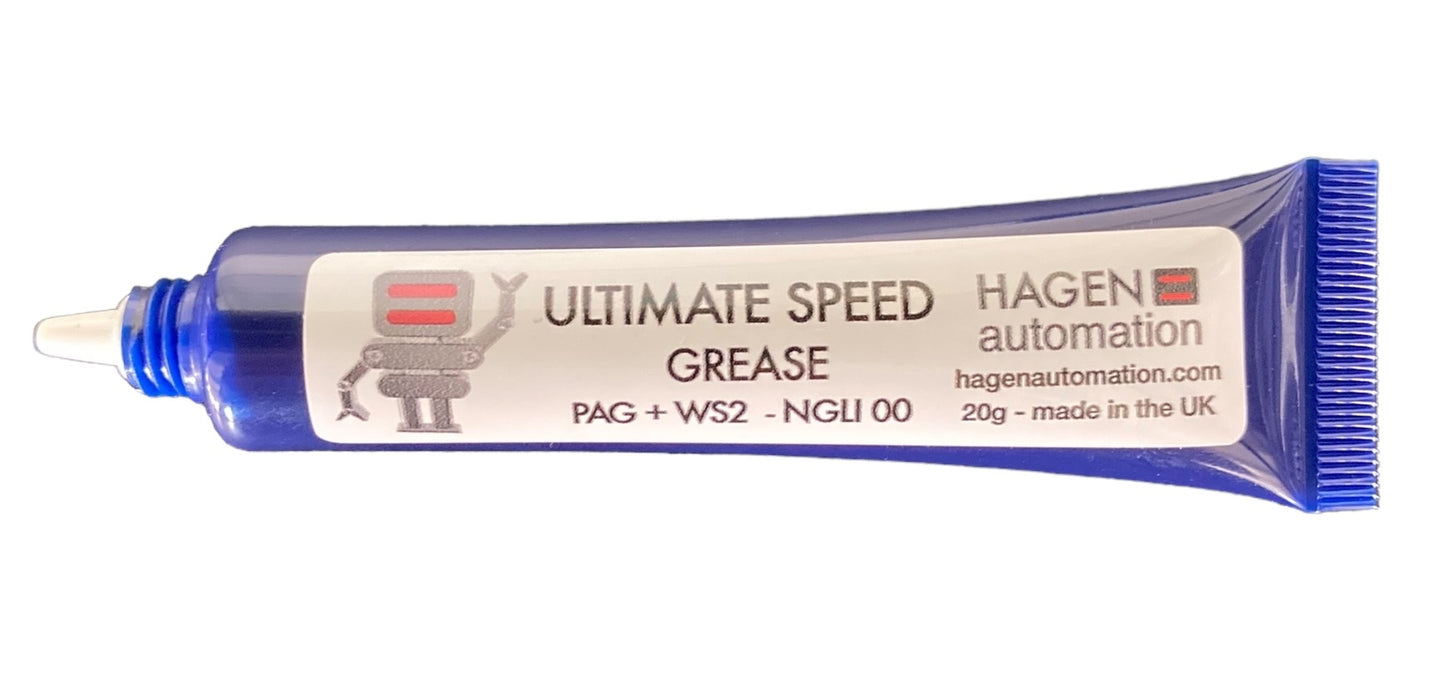 ULTIMATE SPEED
GREASE
PAG + WS2 - NGLI 00
HAGEN
automation
hagenautomation.com
20g - made in the UK